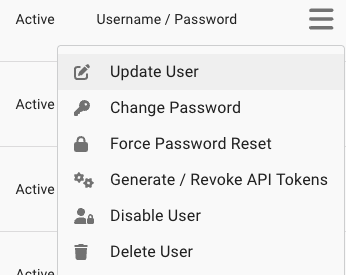 Active Username / Password
Update User
Active Change Password
Force Password Reset
Active Generate / Revoke API Tokens
Disable User
Delete User
Active